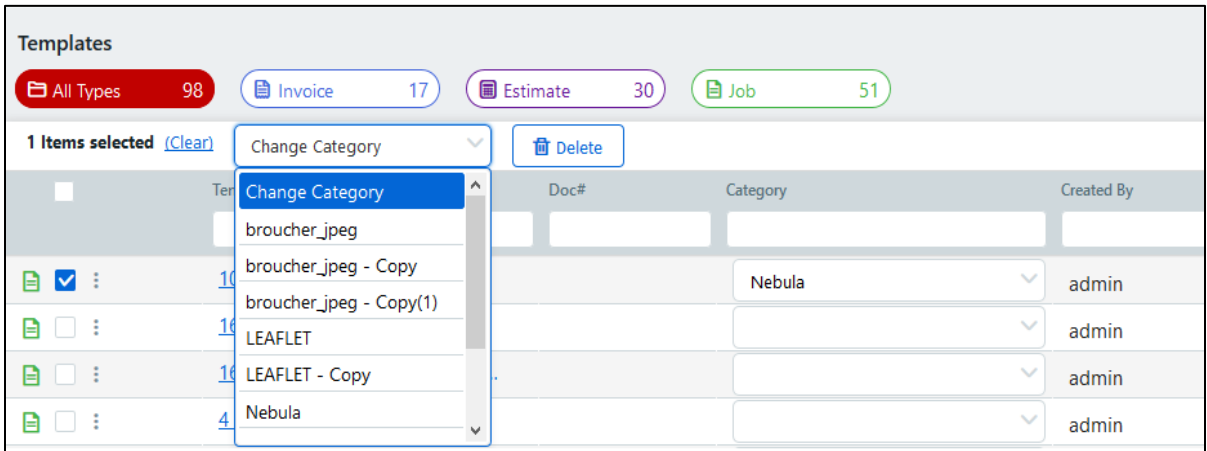 Templates
All Types 98 Invoice 17 Estimate 30 Job 51
1 Items selected (Clear) Change Category Delete
Doc# Category Created By
Change Category
broucher_jpeg
broucher_jpeg - Copy
broucher_jpeg - Copy(1)
LEAFLET
LEAFLET - Copy
Nebula
Nebula admin
admin
admin
4 admin